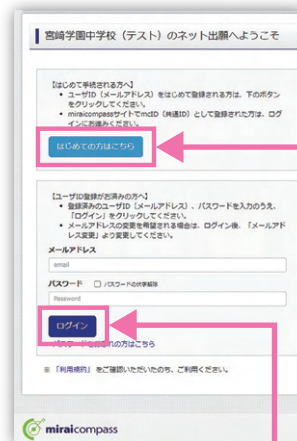 宮崎学園中学校（テスト）のネット出願へようこそ
【はじめて手続される方へ】
• ユーザID（メールアドレス）をはじめて登録される方は、下のボタン
をクリックしてください。
• miraicompassサイトでmcID（共通ID）として登録された方は、ログ
インにお進みください。
はじめての方はこちら
【ユーザID登録がお済みの方へ】
• 登録済みのユーザID（メールアドレス）、パスワードを入力のうえ、
「ログイン」をクリックしてください。
• メールアドレスの変更を希望される場合は、ログイン後、「メールアド
レス変更」より変更してください。
メールアドレス
email
パスワード □ パスワードの伏字解除
Password
ログイン
の方はこちら
※ 「利用規約」 をご確認いただいたのち、ご利用ください。
miraicompass